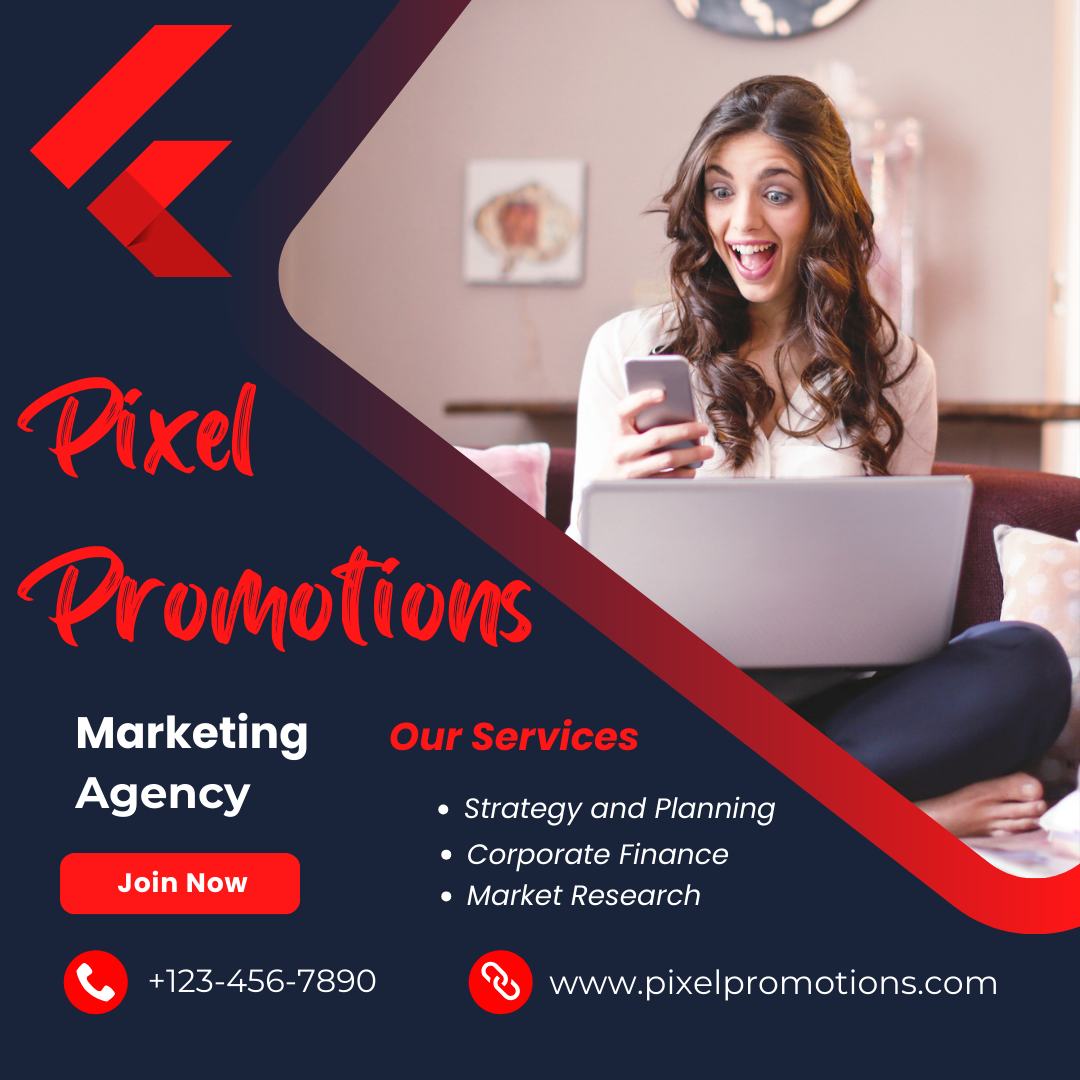 Pixel
Promotions
Marketing
Agency
Join Now
Our Services
• Strategy and Planning
• Corporate Finance
• Market Research
+123-456-7890
www.pixelpromotions.com